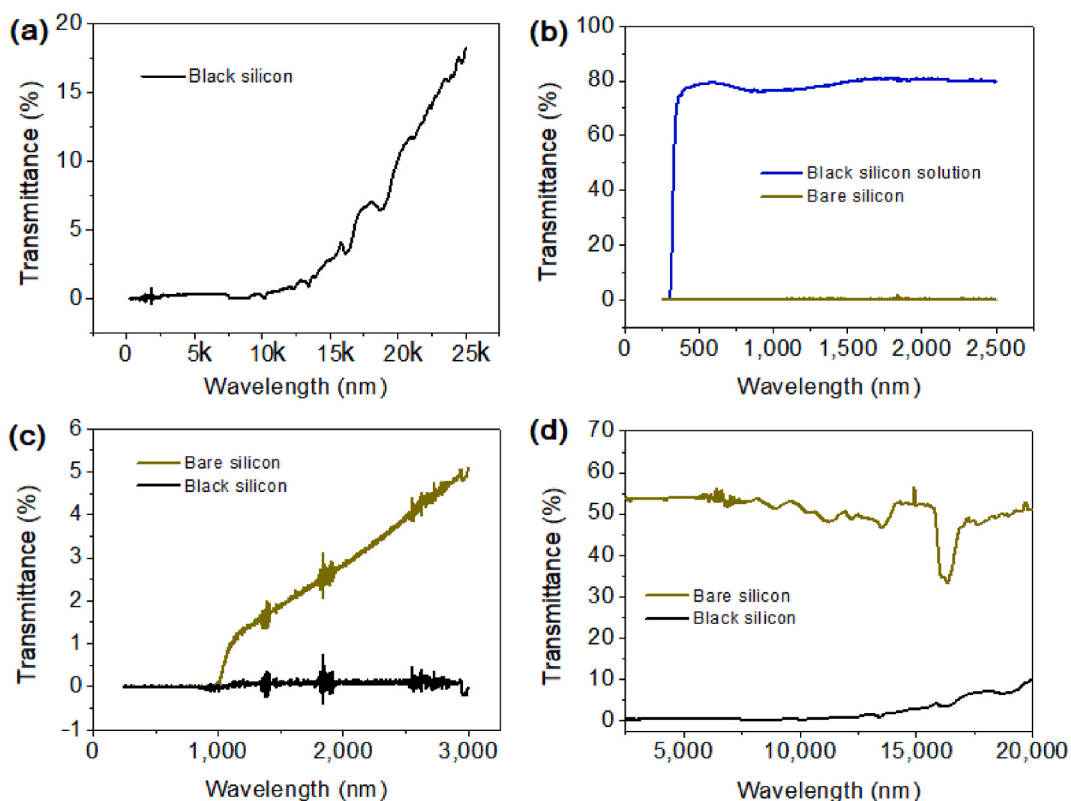 (a)
20
15
10
5
0
Transmittance (%)
Black silicon
0 5k 10k 15k 20k 25k
Wavelength (nm)
(b)
100
80
60
40
20
0
Transmittance (%)
Black silicon solution
Bare silicon
0 500 1,000 1,500 2,000 2,500
Wavelength (nm)
(c)
6
5
4
3
2
1
0
-1
Transmittance (%)
Bare silicon
Black silicon
0 1,000 2,000 3,000
Wavelength (nm)
(d)
70
60
50
40
30
20
10
0
Transmittance (%)
Bare silicon
Black silicon
5,000 10,000 15,000 20,000
Wavelength (nm)